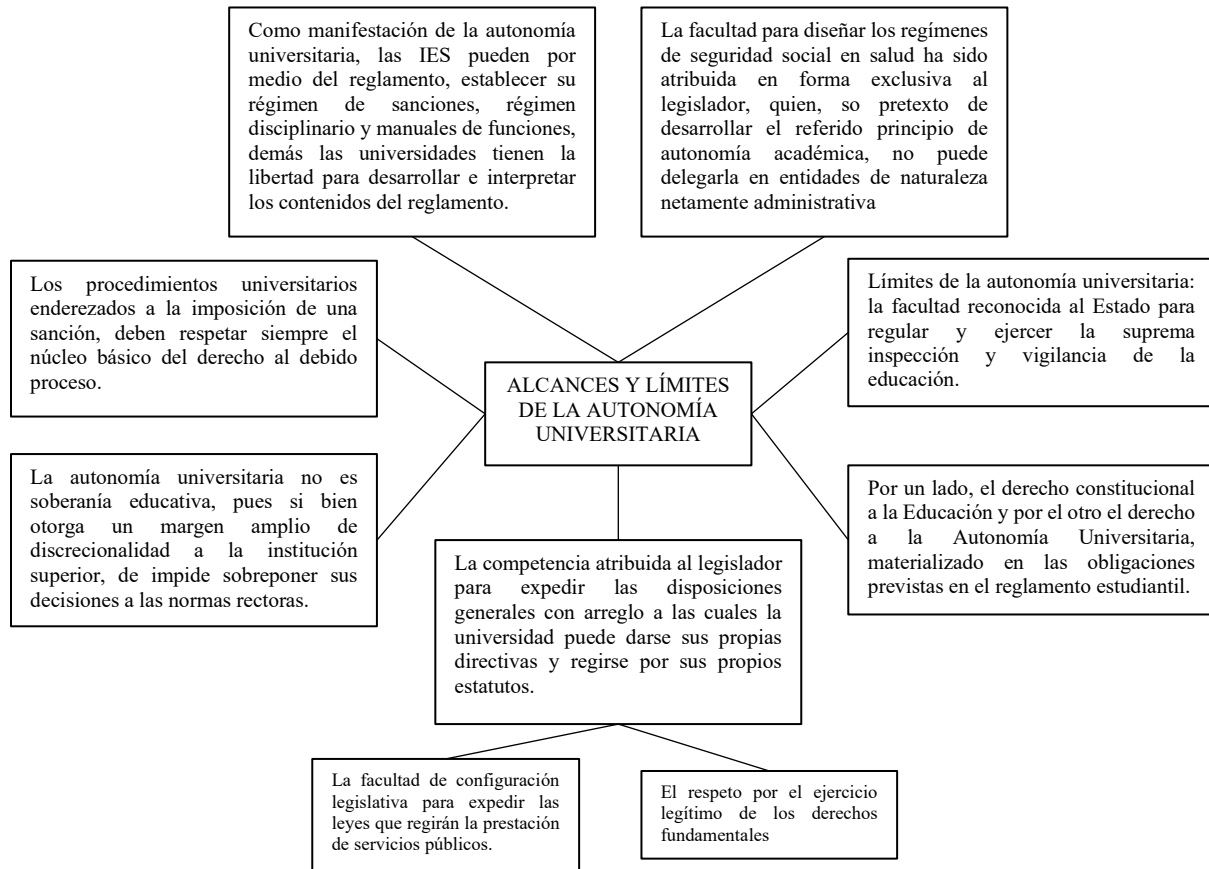 Como manifestación de la autonomía
universitaria, las IES pueden por
medio del reglamento, establecer su
régimen de sanciones, régimen
disciplinario y manuales de funciones,
demás las universidades tienen la
libertad para desarrollar e interpretar
los contenidos del reglamento.
La facultad para diseñar los regímenes
de seguridad social en salud ha sido
atribuida en forma exclusiva al
legislador, quien, so pretexto de
desarrollar el referido principio de
autonomía académica, no puede
delegarla en entidades de naturaleza
netamente administrativa
Los procedimientos universitarios
enderezados a la imposición de una
sanción, deben respetar siempre el
núcleo básico del derecho al debido
proceso.
Límites de la autonomía universitaria:
la facultad reconocida al Estado para
regular y ejercer la suprema
inspección y vigilancia de la
educación.
ALCANCES Y LÍMITES
DE LA AUTONOMÍA
UNIVERSITARIA
La autonomía universitaria no es
soberanía educativa, pues si bien
otorga un margen amplio de
discrecionalidad a la institución
superior, de impide sobreponer sus
decisiones a las normas rectoras.
Por un lado, el derecho constitucional
a la Educación y por el otro el derecho
a la Autonomía Universitaria,
materializado en las obligaciones
previstas en el reglamento estudiantil.
La competencia atribuida al legislador
para expedir las disposiciones
generales con arreglo a las cuales la
universidad puede darse sus propias
directivas y regirse por sus propios
estatutos.
La facultad de configuración
legislativa para expedir las
leyes que regirán la prestación
de servicios públicos.
El respeto por el ejercicio
legítimo de los derechos
fundamentales